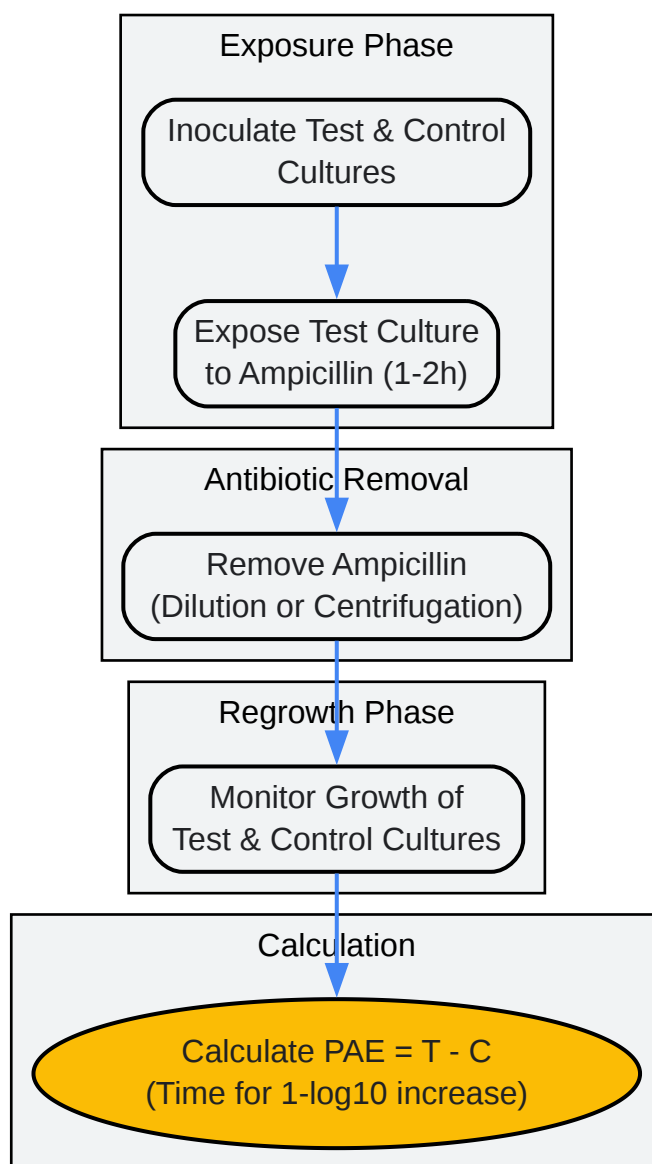 Exposure Phase
Inoculate Test & Control
Cultures
Expose Test Culture
to Ampicillin (1-2h)
Antibiotic Removal
Remove Ampicillin
(Dilution or Centrifugation)
Regrowth Phase
Monitor Growth of
Test & Control Cultures
Calculation
Calculate PAE = T - C
(Time for 1-log10 increase)